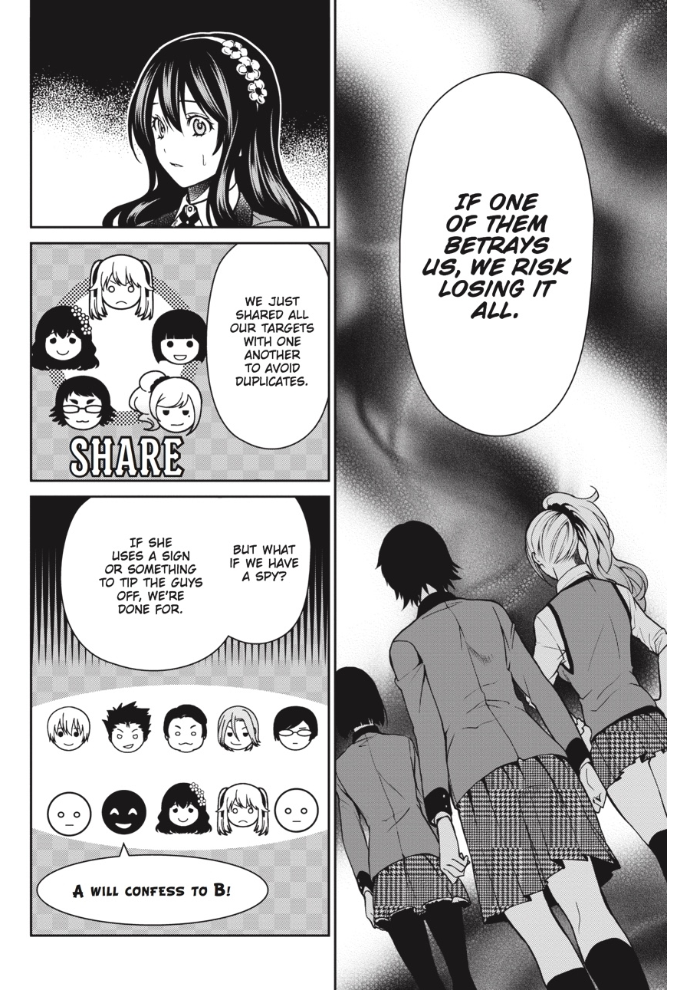 IF ONE
OF THEM
BETRAYS
US, WE RISK
LOSING IT
ALL.
WE JUST
SHARED ALL
OUR TARGETS
WITH ONE
ANOTHER
TO AVOID
DUPLICATES.
SHARE
BUT WHAT
IF WE HAVE
A SPY?
IF SHE
USES A SIGN
OR SOMETHING
TO TIP THE GUYS
OFF, WE'RE
DONE FOR.
A WILL CONFESS TO B!